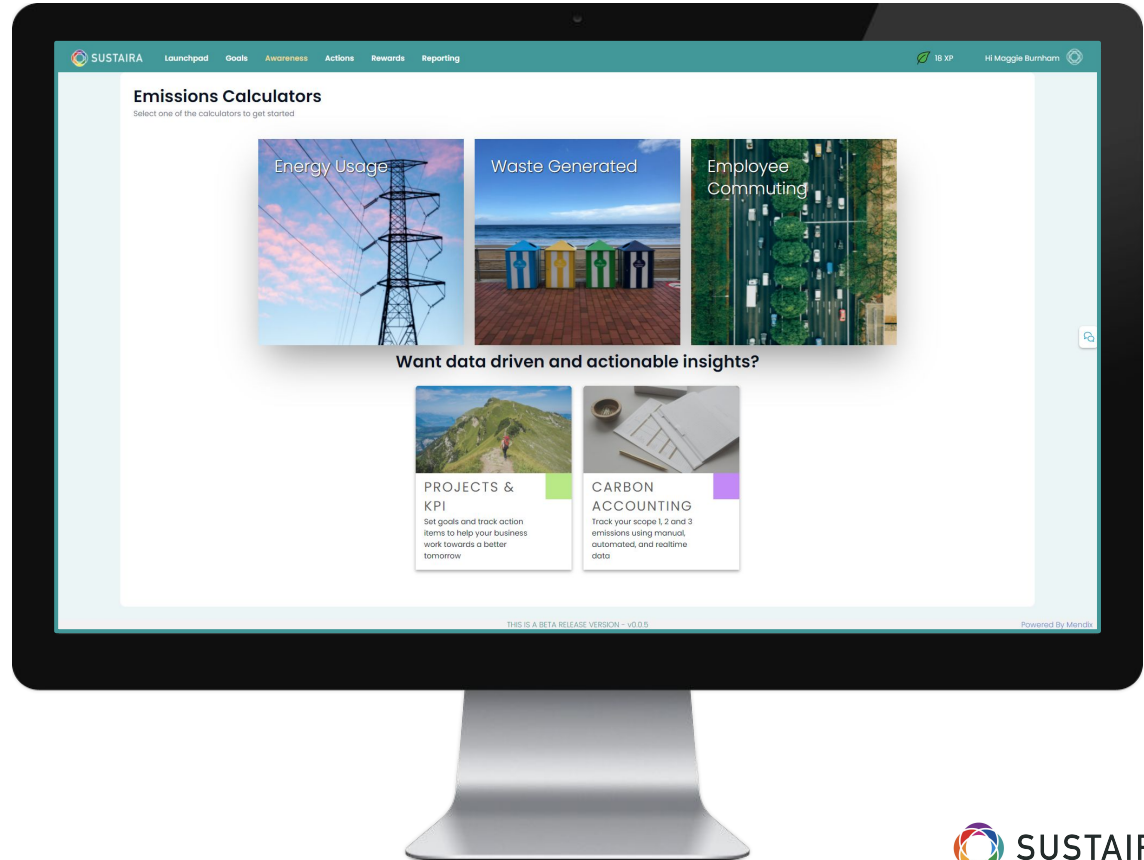 SUSTAIRA
Launchpad Goals Awareness Actions Rewards Reporting
18 XP
Hi Maggie Burnham
Emissions Calculators
Select one of the calculators to get started
Energy Usage
Waste Generated
Employee
Commuting
Want data driven and actionable insights?
PROJECTS &
KPI
Set goals and track action
items to help your business
work towards a better
tomorrow
CARBON
ACCOUNTING
Track your scope 1, 2 and 3
emissions using manual,
automated, and realtime
data
THIS IS A BETA RELEASE VERSION - v0.0.5
Powered By Mendix
SUSTAIR